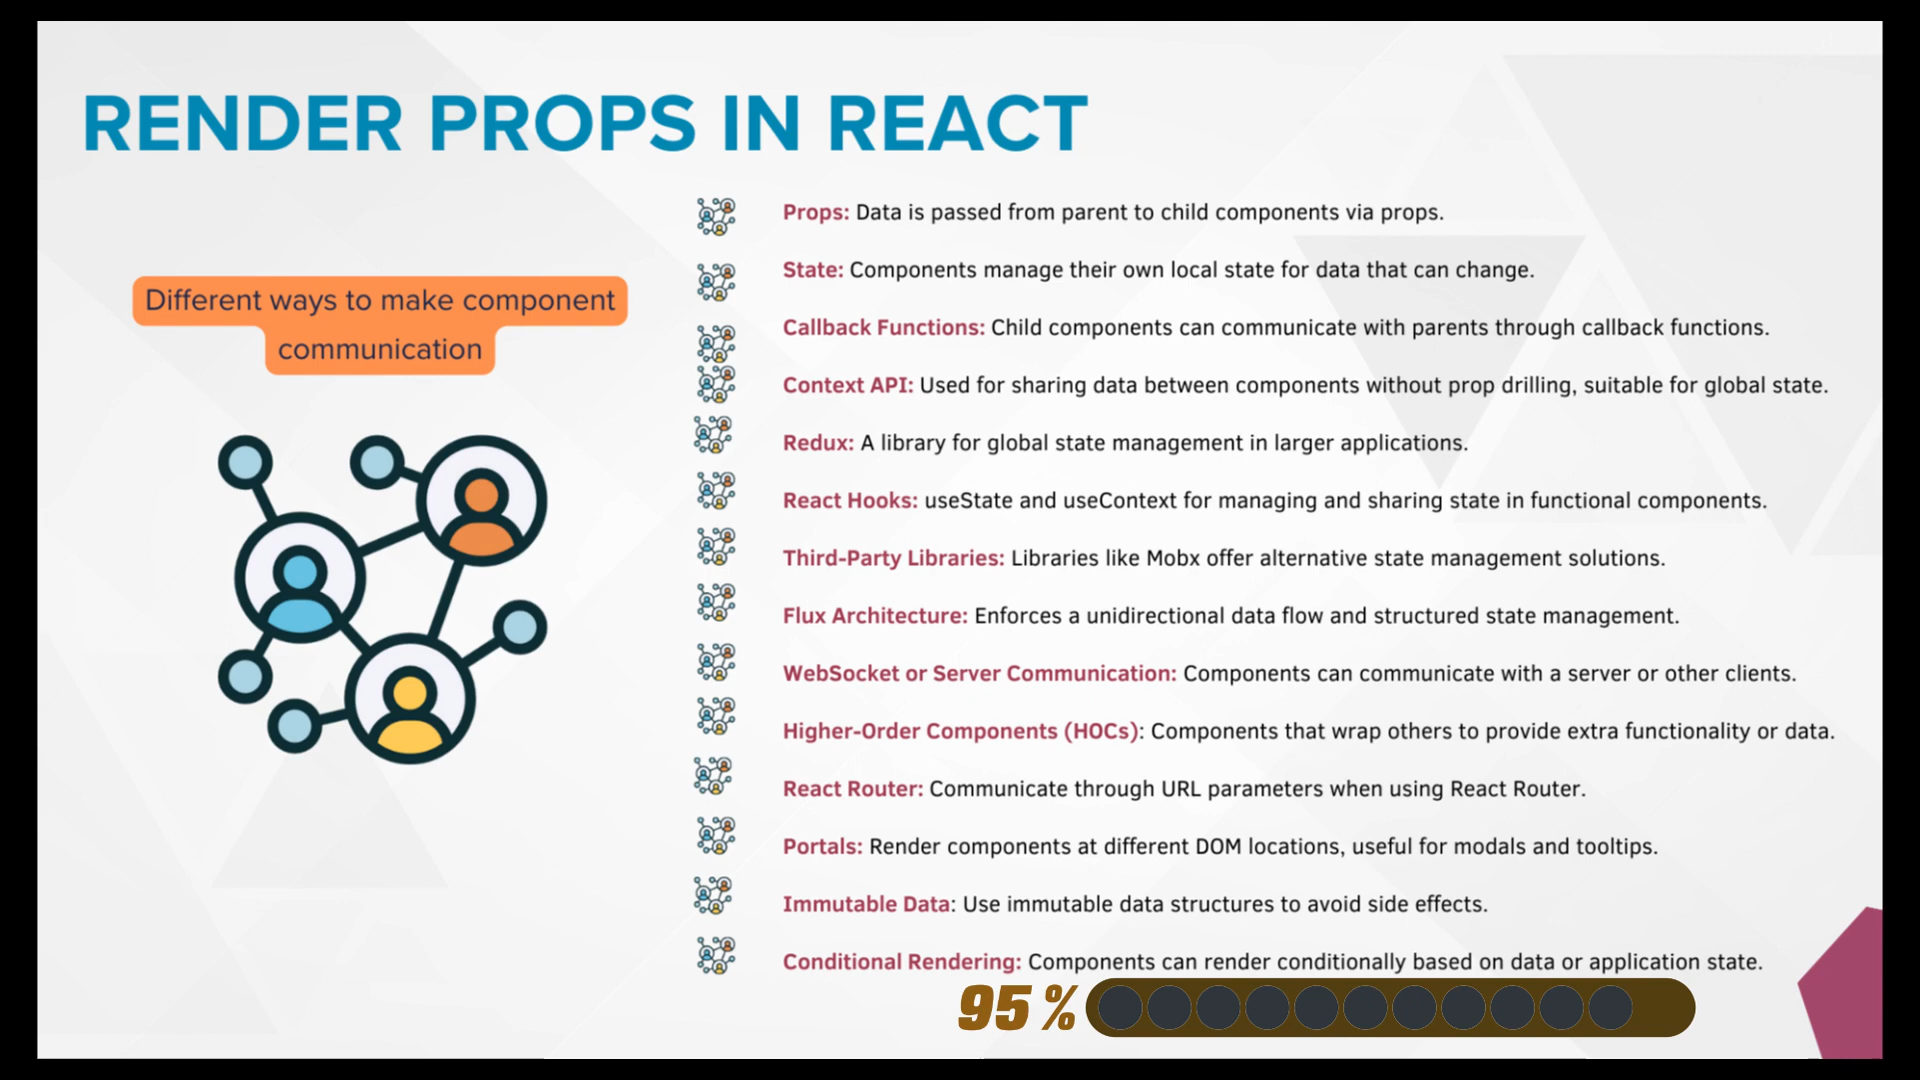 RENDER PROPS IN REACT
Different ways to make component
communication
Props: Data is passed from parent to child components via props.
State: Components manage their own local state for data that can change.
Callback Functions: Child components can communicate with parents through callback functions.
Context API: Used for sharing data between components without prop drilling, suitable for global state.
Redux: A library for global state management in larger applications.
React Hooks: useState and useContext for managing and sharing state in functional components.
Third-Party Libraries: Libraries like Mobx offer alternative state management solutions.
Flux Architecture: Enforces a unidirectional data flow and structured state management.
WebSocket or Server Communication: Components can communicate with a server or other clients.
Higher-Order Components (HOCs): Components that wrap others to provide extra functionality or data.
React Router: Communicate through URL parameters when using React Router.
Portals: Render components at different DOM locations, useful for modals and tooltips.
Immutable Data: Use immutable data structures to avoid side effects.
Conditional Rendering: Components can render conditionally based on data or application state.
95%